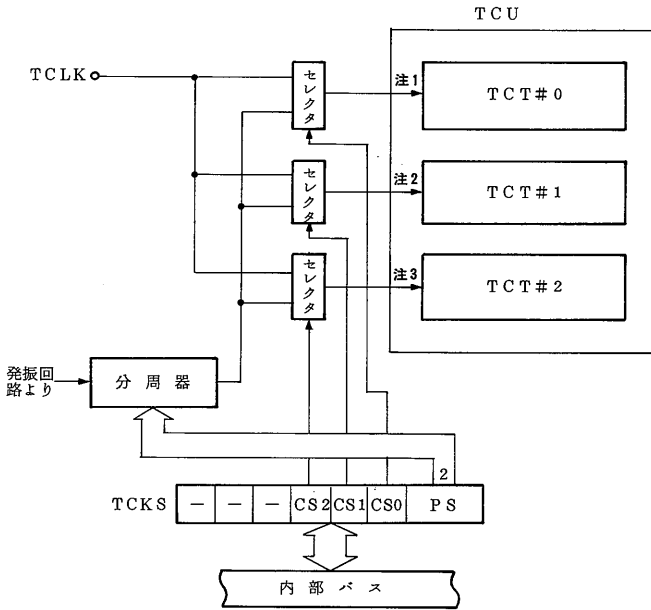 TCU
TCLK
セレクタ
注1
TCT#0
セレクタ
注2
TCT#1
セレクタ
注3
TCT#2
発振回
路より
分周器
2
TCKS
－ － － CS2 CS1 CS0 PS
内部バス